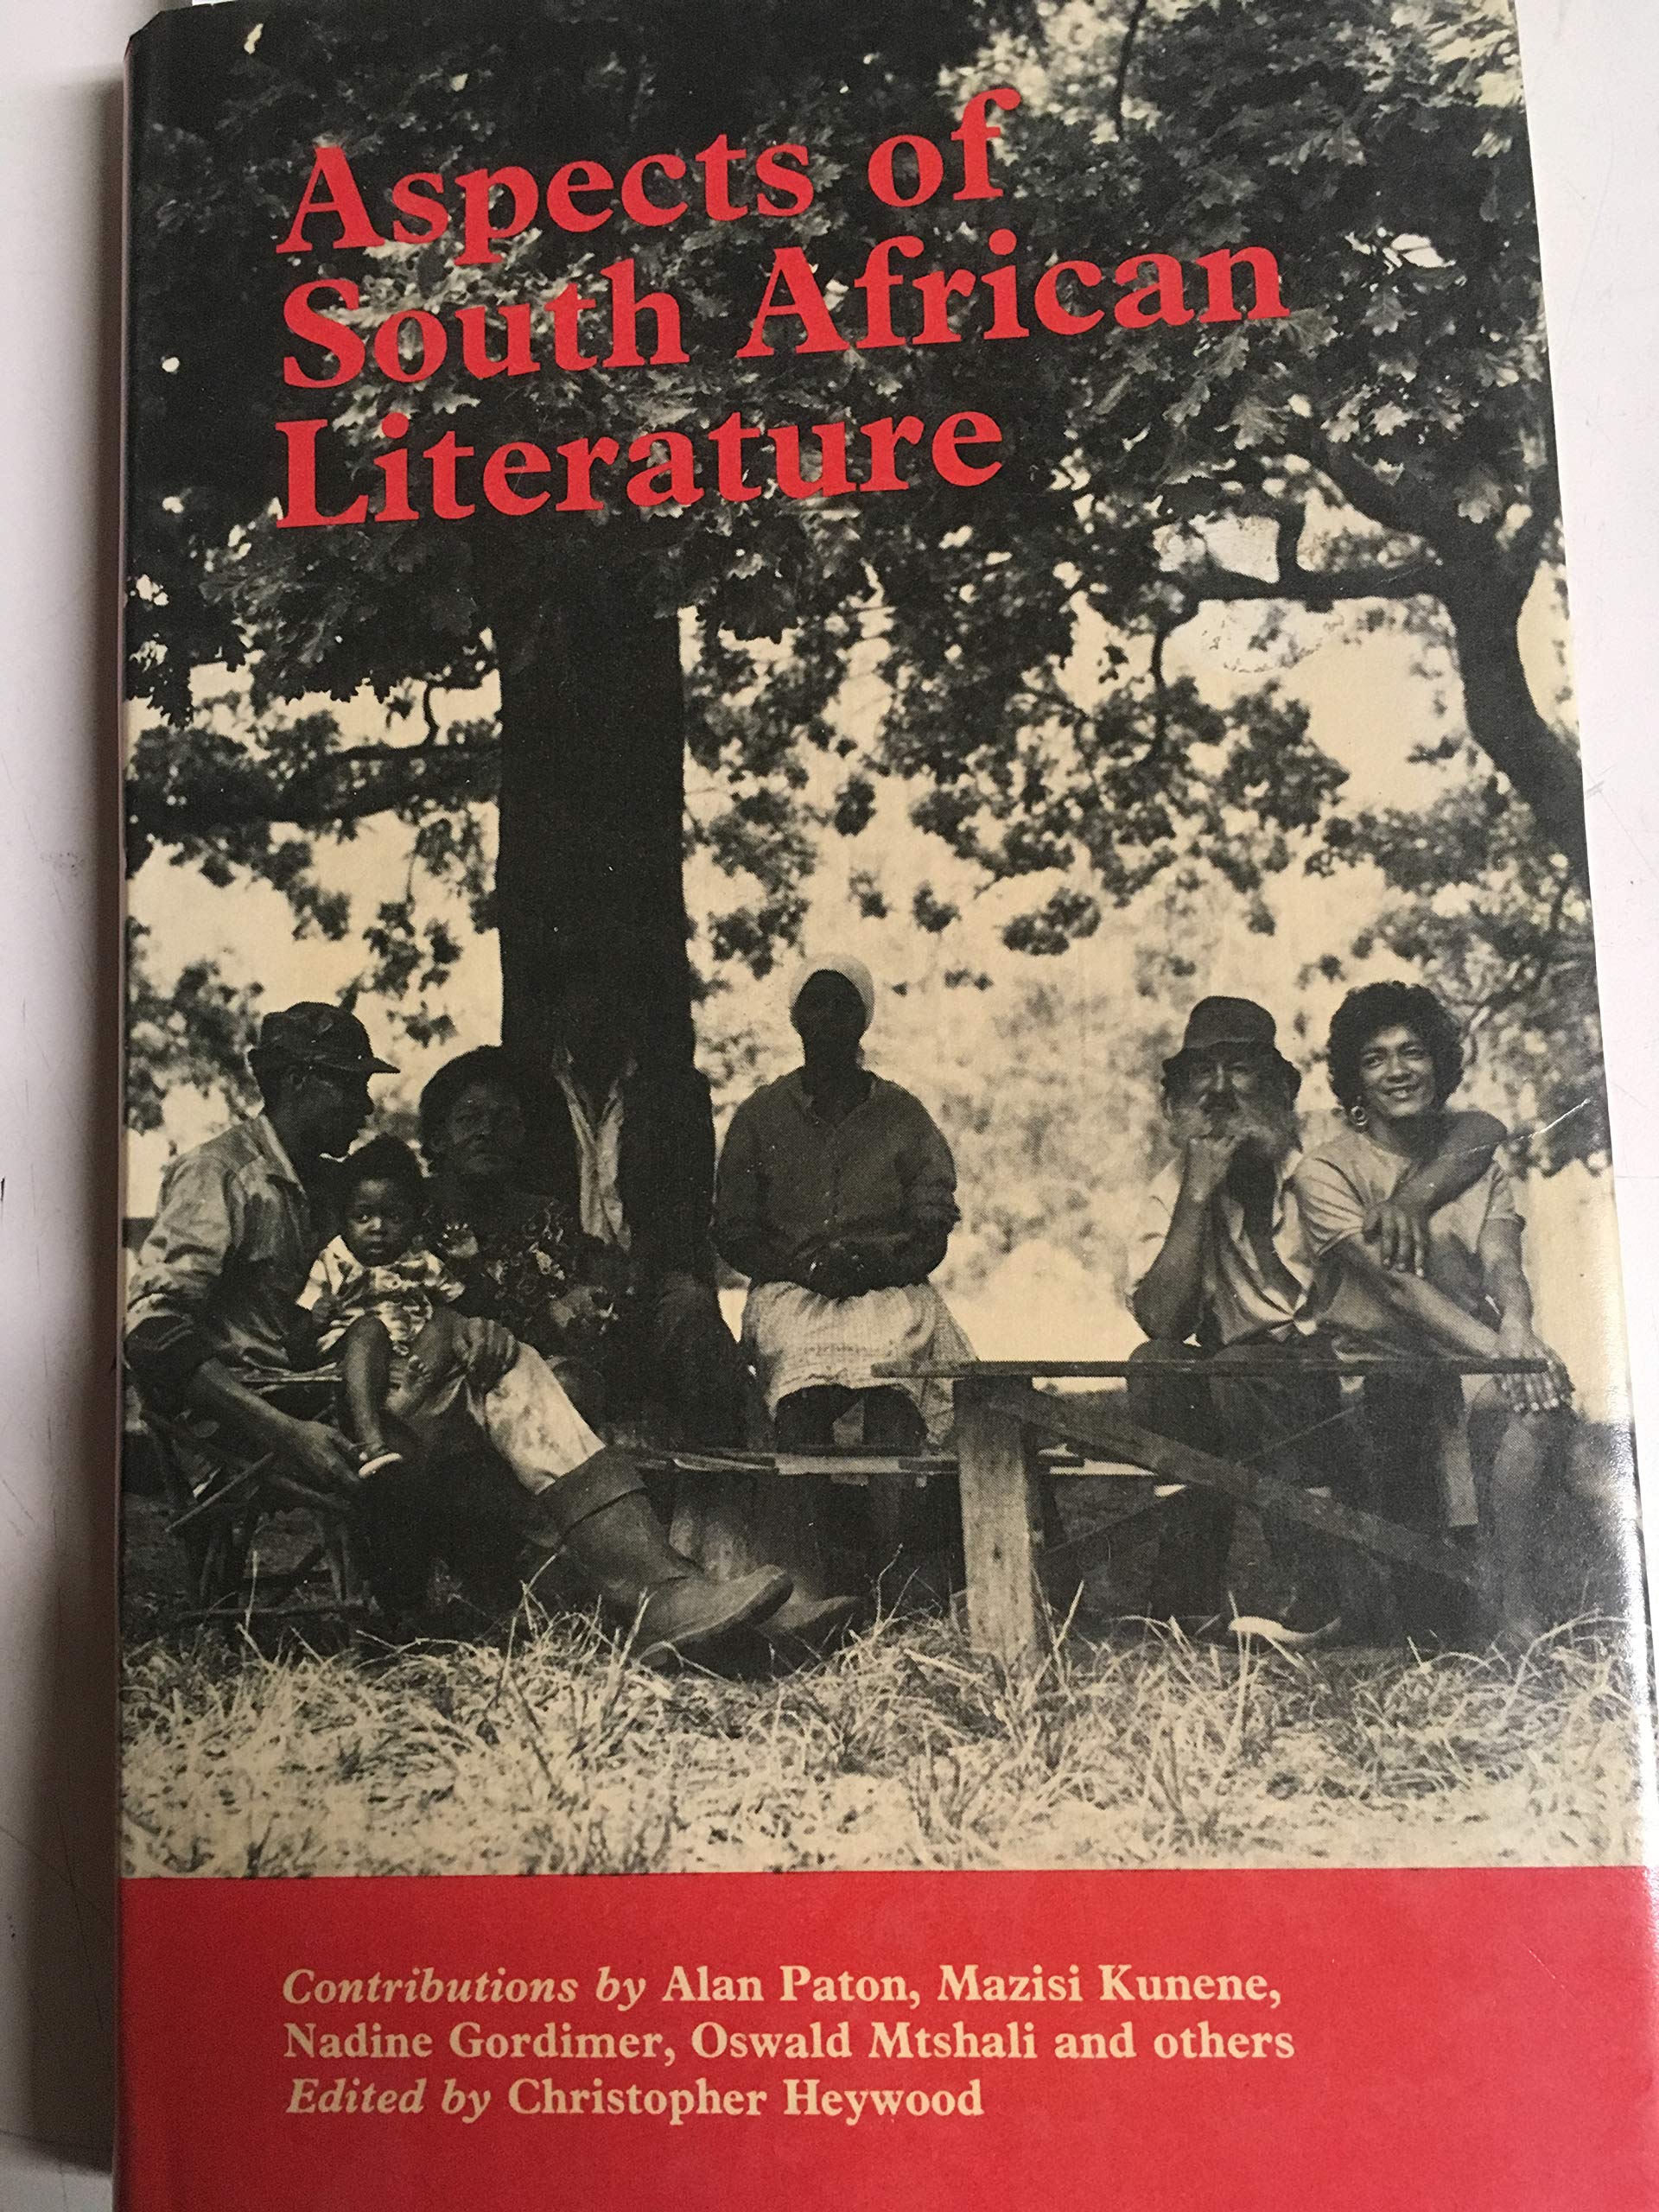 Aspects of
South African
Literature
Contributions by Alan Paton, Mazisi Kunene,
Nadine Gordimer, Oswald Mtshali and others
Edited by Christopher Heywood